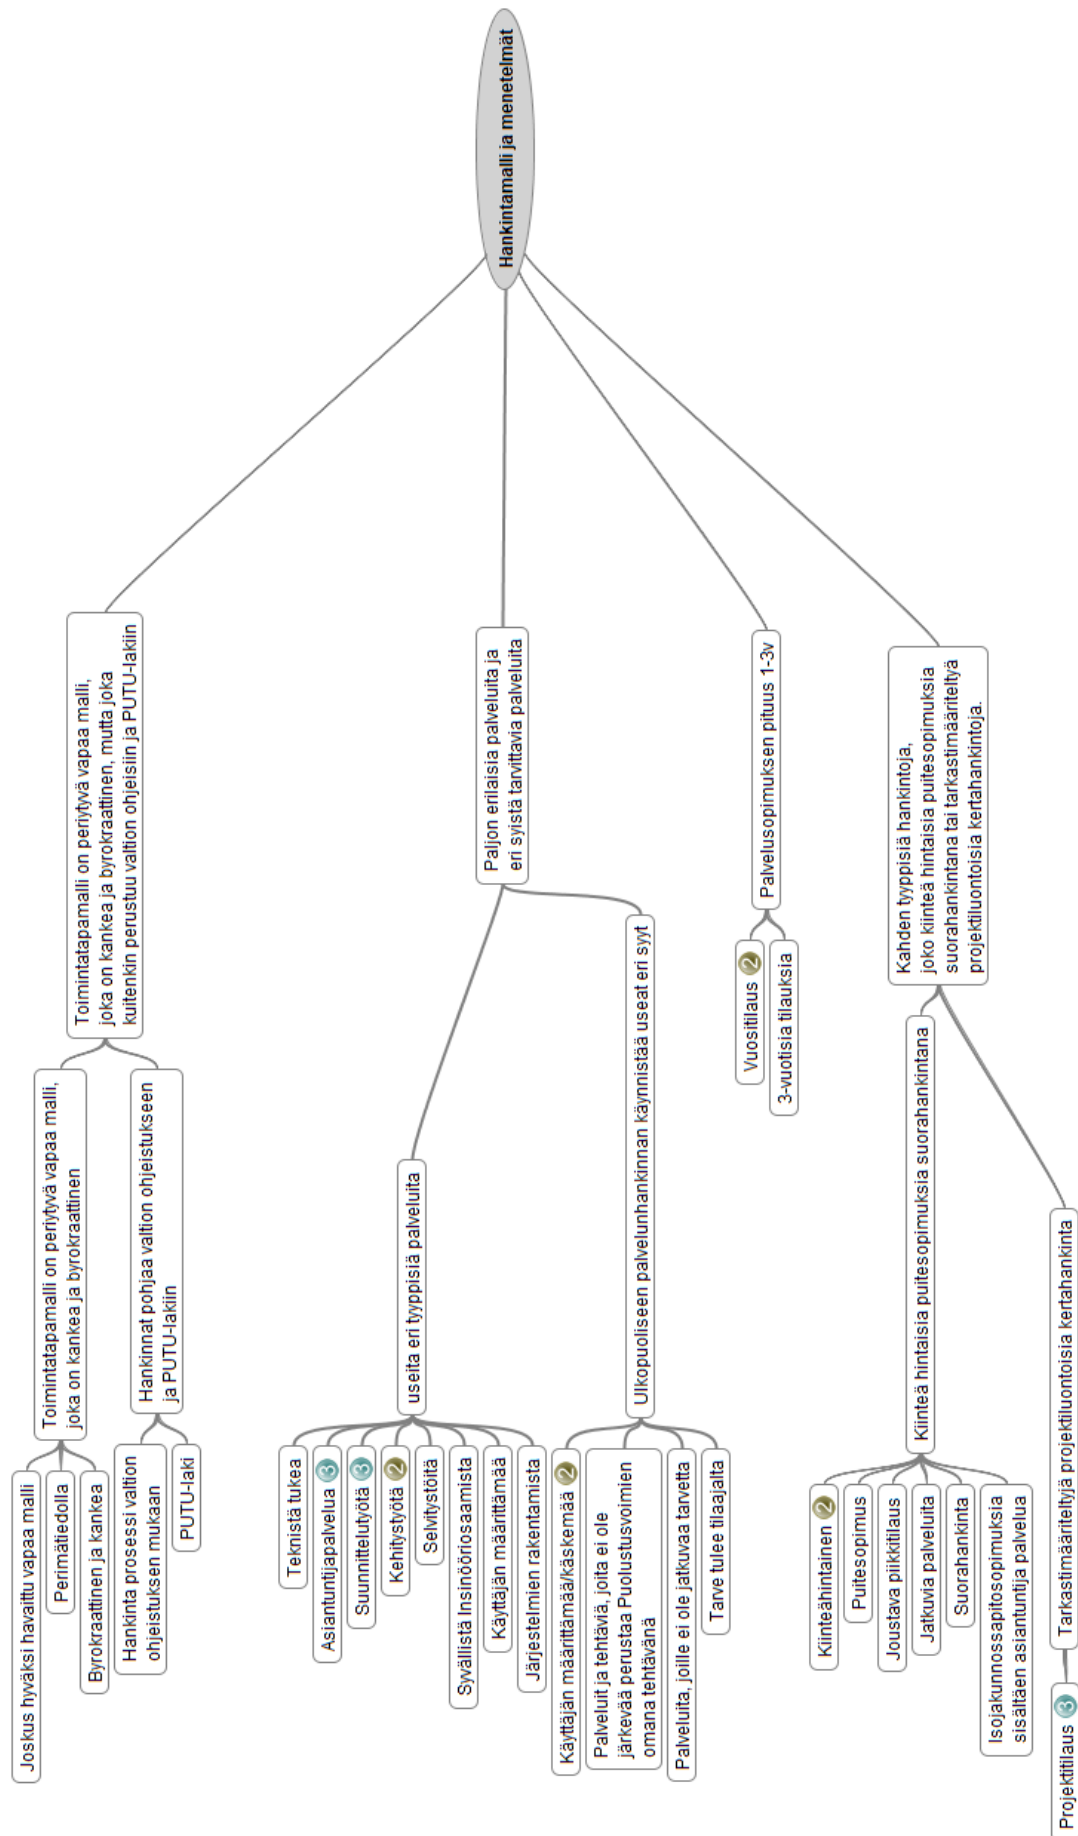 Hankintamalli ja menetelmät
Toimintatapamalli on periytyvä vapaa malli,
joka on kankea ja byrokraattinen, mutta joka
kuitenkin perustuu valtion ohjeisiin ja PUTU-lakiin
Toimintatapamalli on periytyvä vapaa malli,
joka on kankea ja byrokraattinen
Joskus hyväksi havaittu vapaa malli
Perimätiedolla
Byrokraattinen ja kankea
Hankinnat pohjaa valtion ohjeistukseen
ja PUTU-lakiin
Hankinta prosessi valtion
ohjeistuksen mukaan
PUTU-laki
Paljon erilaisia palveluita ja
eri syistä tarvittavia palveluita
useita eri tyyppisiä palveluita
Teknistä tukea
Asiantuntijapalvelua 3
Suunnittelutyötä 3
Kehitystyötä 2
Selvitystöitä
Syvällistä Insinööriosaamista
Käyttäjän määrittämää
Järjestelmien rakentamista
Ulkopuoliseen palvelunhankinnan käynnistää useat eri syyt
Käyttäjän määrittämää/käskemää 2
Palveluit ja tehtäviä, joita ei ole
järkevää perustaa Puolustusvoimien
omana tehtävänä
Palveluita, joille ei ole jatkuvaa tarvetta
Tarve tulee tilaajalta
Palvelusopimuksen pituus 1-3v
Vuositilaus 2
3-vuotisia tilauksia
Kahden tyyppisiä hankintoja,
joko kiinteä hintaisia puitesopimuksia
suorahankintana tai tarkastimääriteltyä
projektiluontoisia kertahankintoja.
Kiinteä hintaisia puitesopimuksia suorahankintana
Kiinteähintainen 2
Puitesopimus
Joustava piikkitilaus
Jatkuvia palveluita
Suorahankinta
Isojakunnossapitosopimuksia
sisältäen asiantuntija palvelua
Tarkastimääriteltyjä projektiluontoisia kertahankinta
Projektitilaus 3